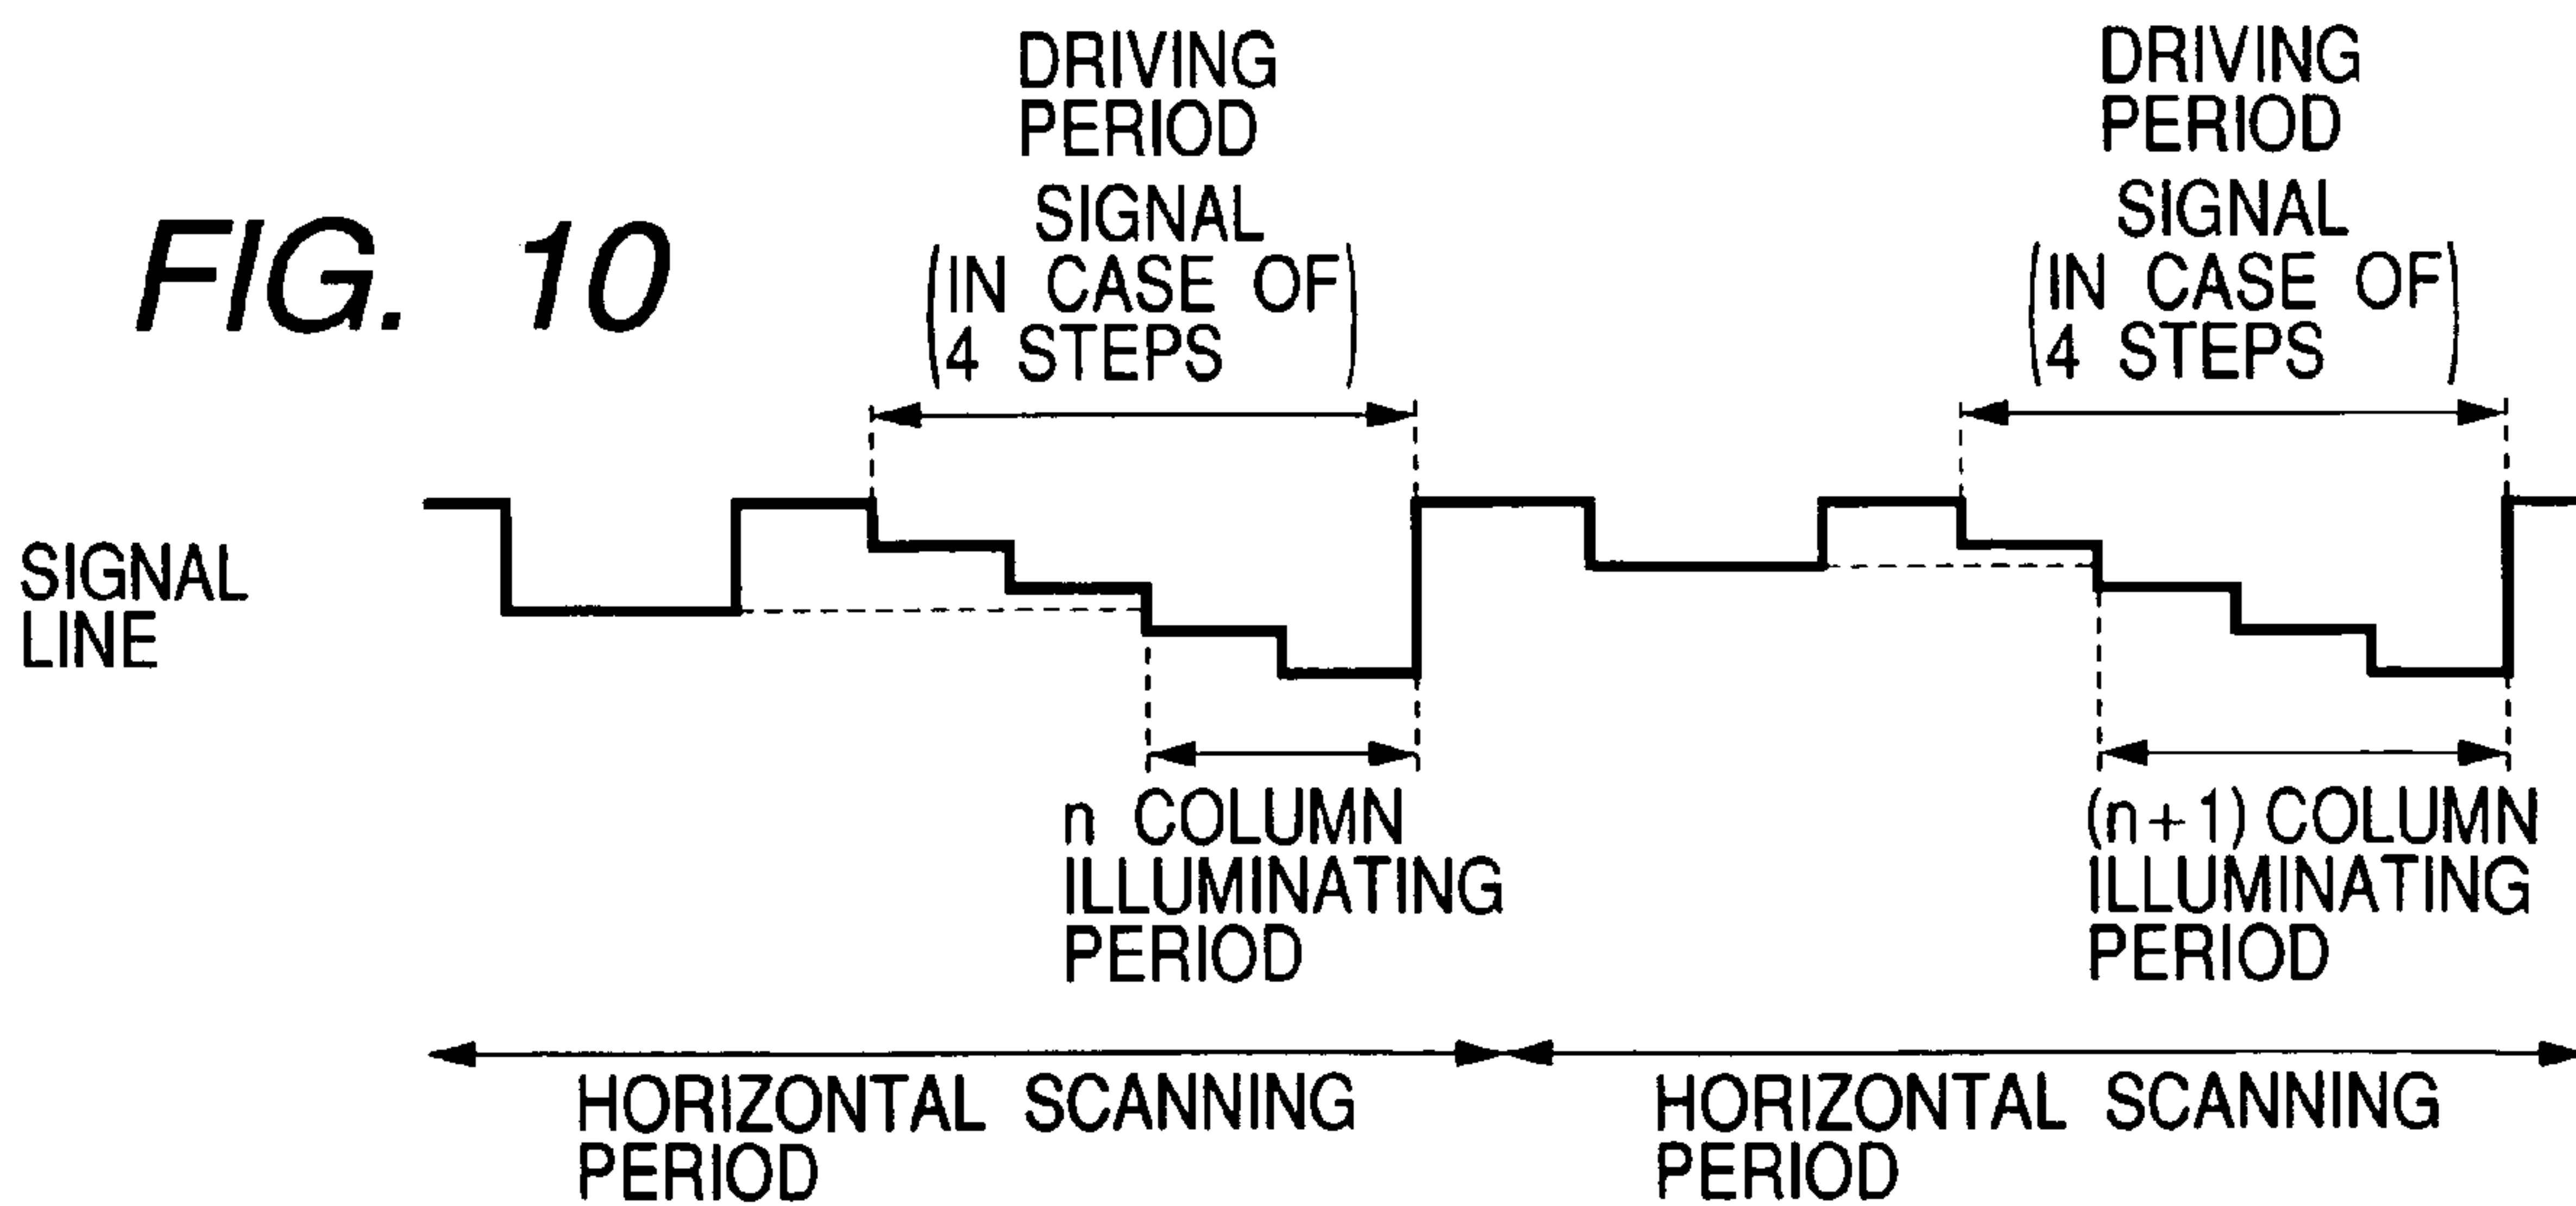 FIG. 10
DRIVING
PERIOD
SIGNAL
(IN CASE OF)
4 STEPS
DRIVING
PERIOD
SIGNAL
(IN CASE OF)
4 STEPS
SIGNAL
LINE
n COLUMN
ILLUMINATING
PERIOD
(n+1) COLUMN
ILLUMINATING
PERIOD
HORIZONTAL SCANNING
PERIOD
HORIZONTAL SCANNING
PERIOD